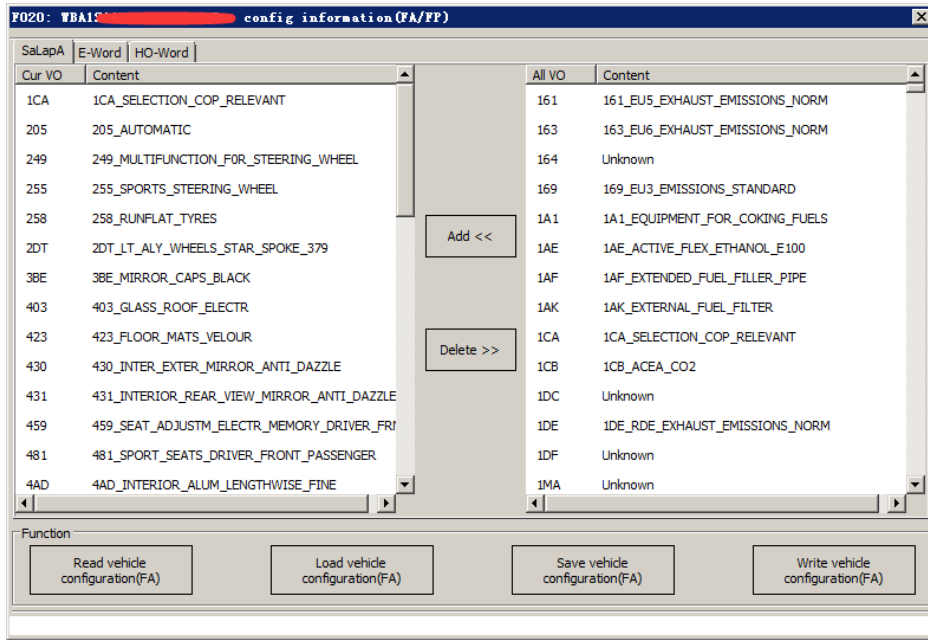 F020: WBA1S config information(FA/FP)
SaLapA E-Word HO-Word
Cur VO Content
1CA 1CA_SELECTION_COP_RELEVANT
205 205_AUTOMATIC
249 249_MULTIFUNCTION_F0R_STEERING_WHEEL
255 255_SPORTS_STEERING_WHEEL
258 258_RUNFLAT_TYRES
2DT 2DT_LT_ALY_WHEELS_STAR_SPOKE_379
3BE 3BE_MIRROR_CAPS_BLACK
403 403_GLASS_ROOF_ELECTR
423 423_FLOOR_MATS_VELOUR
430 430_INTER_EXTER_MIRROR_ANTI_DAZZLE
431 431_INTERIOR_REAR_VIEW_MIRROR_ANTI_DAZZLE
459 459_SEAT_ADJUSTM_ELECTR_MEMORY_DRIVER_FR
481 481_SPORT_SEATS_DRIVER_FRONT_PASSENGER
4AD 4AD_INTERIOR_ALUM_LENGTHWISE_FINE
Add <<
Delete >>
All VO Content
161 161_EU5_EXHAUST_EMISSIONS_NORM
163 163_EU6_EXHAUST_EMISSIONS_NORM
164 Unknown
169 169_EU3_EMISSIONS_STANDARD
1A1 1A1_EQUIPMENT_FOR_COKING_FUELS
1AE 1AE_ACTIVE_FLEX_ETHANOL_E100
1AF 1AF_EXTENDED_FUEL_FILLER_PIPE
1AK 1AK_EXTERNAL_FUEL_FILTER
1CA 1CA_SELECTION_COP_RELEVANT
1CB 1CB_ACEA_CO2
1DC Unknown
1DE 1DE_RDE_EXHAUST_EMISSIONS_NORM
1DF Unknown
1MA Unknown
Function
Read vehicle
configuration(FA)
Load vehicle
configuration(FA)
Save vehicle
configuration(FA)
Write vehicle
configuration(FA)